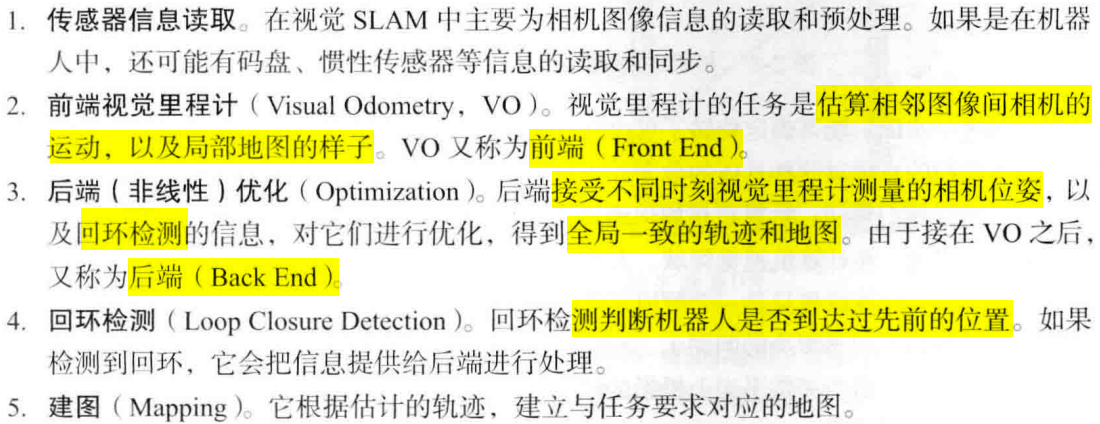 1. 传感器信息读取。在视觉 SLAM 中主要为相机图像信息的读取和预处理。如果是在机器
人中，还可能有码盘、惯性传感器等信息的读取和同步。
2. 前端视觉里程计（Visual Odometry，VO）。视觉里程计的任务是估算相邻图像间相机的
运动，以及局部地图的样子。VO 又称为前端（Front End）。
3. 后端（非线性）优化（Optimization）。后端接受不同时刻视觉里程计测量的相机位姿，以
及回环检测的信息，对它们进行优化，得到全局一致的轨迹和地图。由于接在 VO 之后，
又称为后端（Back End）。
4. 回环检测（Loop Closure Detection）。回环检测判断机器人是否到达过先前的位置。如果
检测到回环，它会把信息提供给后端进行处理。
5. 建图（Mapping）。它根据估计的轨迹，建立与任务要求对应的地图。